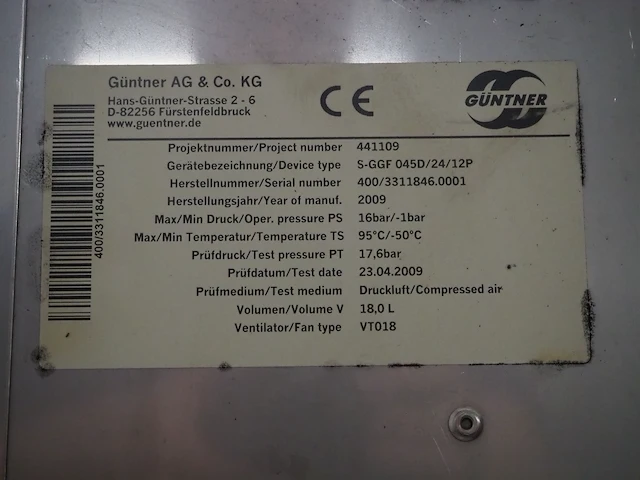 Güntner AG & Co. KG
Hans-Güntner-Strasse 2 - 6
D-82256 Fürstenfeldbruck
www.guentner.de
CE
GÜNTNER
400/3311846.0001
Projektnummer/Project number 441109
Gerätebezeichnung/Device type S-GGF 045D/24/12P
Herstellnummer/Serial number 400/3311846.0001
Herstellungsjahr/Year of manuf. 2009
Max/Min Druck/Oper. pressure PS 16bar/-1bar
Max/Min Temperatur/Temperature TS 95°C/-50°C
Prüfdruck/Test pressure PT 17,6bar
Prüfdatum/Test date 23.04.2009
Prüfmedium/Test medium Druckluft/Compressed air
Volumen/Volume V 18,0 L
Ventilator/Fan type VT018